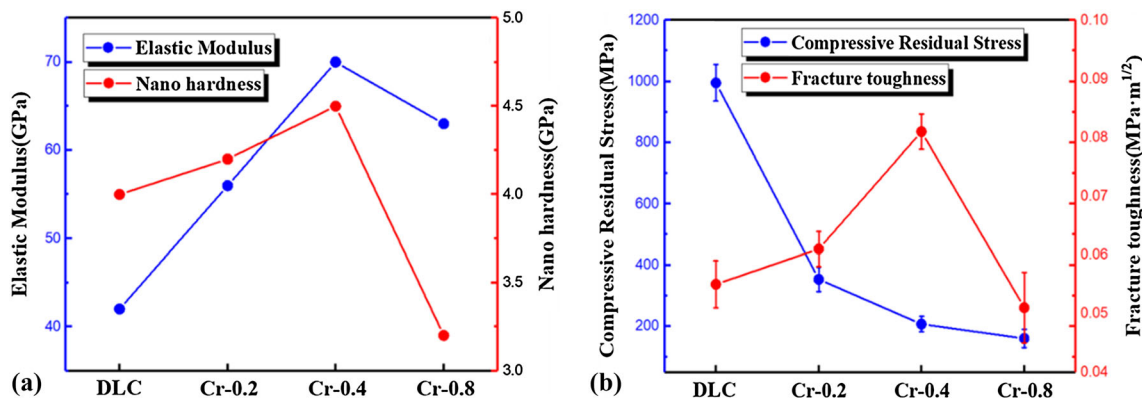 Elastic Modulus(GPa)
70
60
50
40
Elastic Modulus
Nano hardness
5.0
4.5
4.0
3.5
3.0
Nano hardness(GPa)
DLC Cr-0.2 Cr-0.4 Cr-0.8
(a)
Compressive Residual Stress(MPa)
1200
1000
800
600
400
200
Compressive Residual Stress
Fracture toughness
0.10
0.09
0.08
0.07
0.06
0.05
0.04
Fracture toughness(MPa·m1/2)
DLC Cr-0.2 Cr-0.4 Cr-0.8
(b)